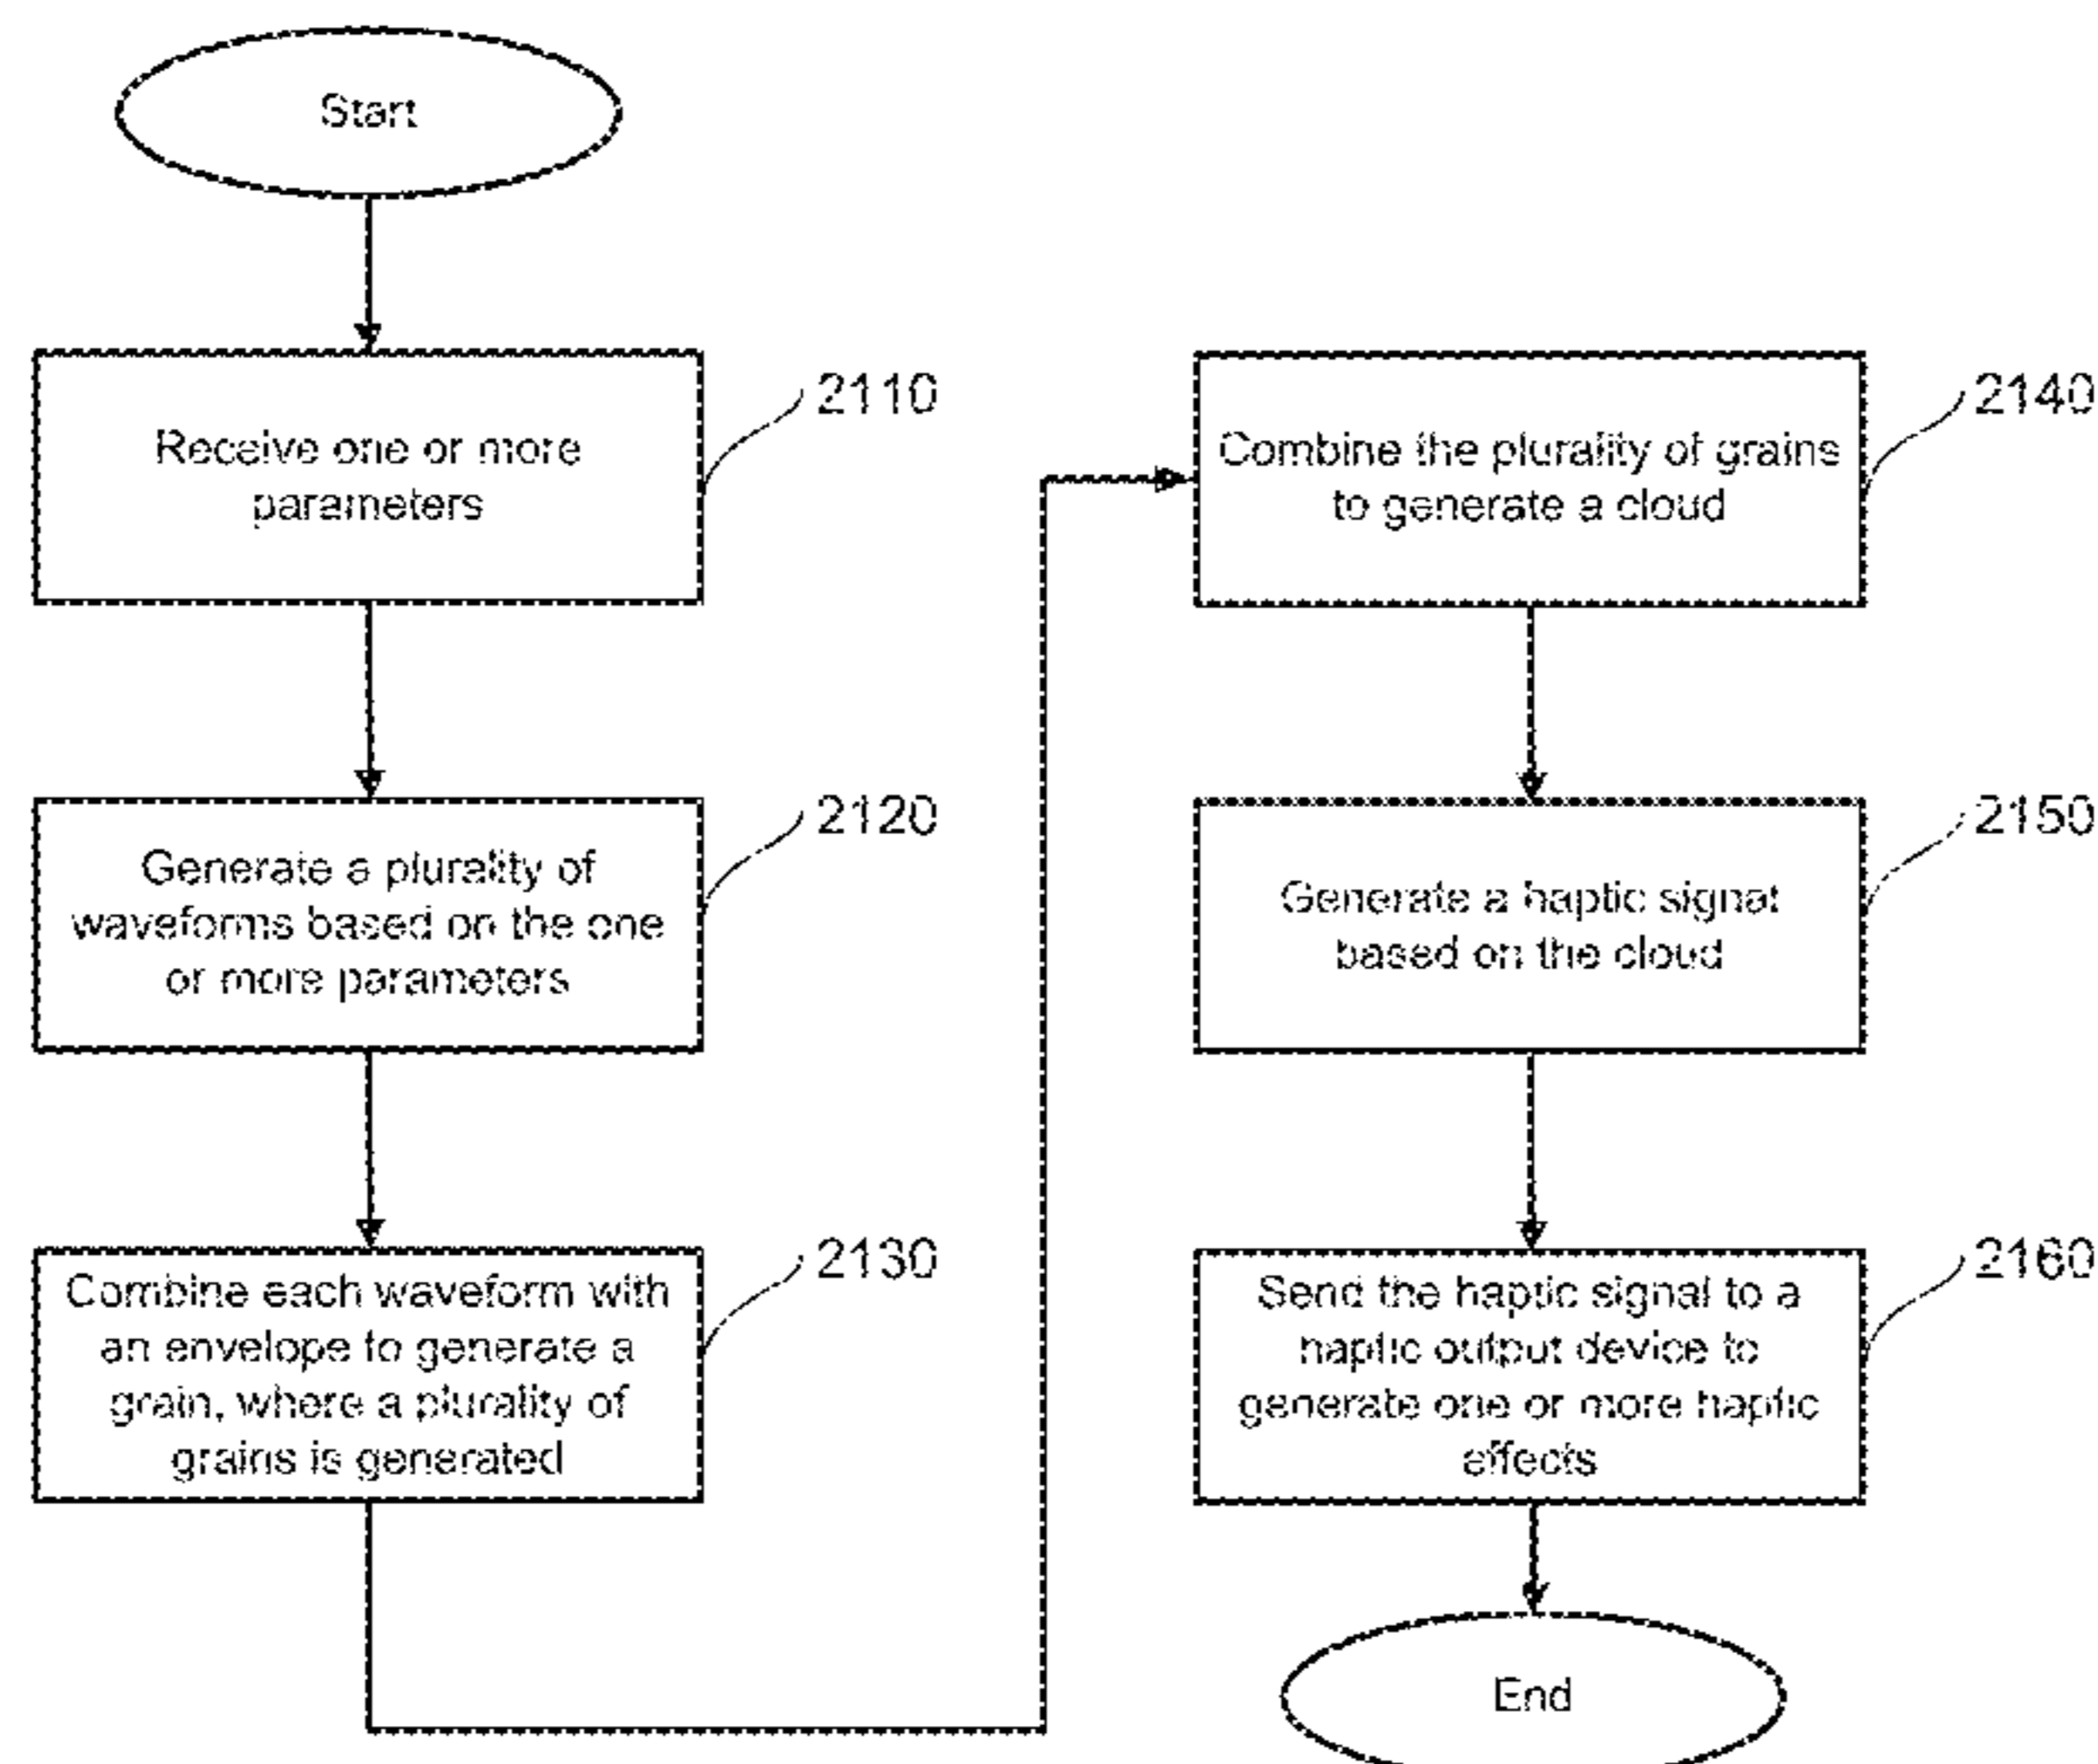 Start
Receive one or more
parameters
2110
Generate a plurality of
waveforms based on the one
or more parameters
2120
Combine each waveform with
an envelope to generate a
grain, where a plurality of
grains is generated
2130
Combine the plurality of grains
to generate a cloud
2140
Generate a haptic signal
based on the cloud
2150
Send the haptic signal to a
haptic output device to
generate one or more haptic
effects
2160
End